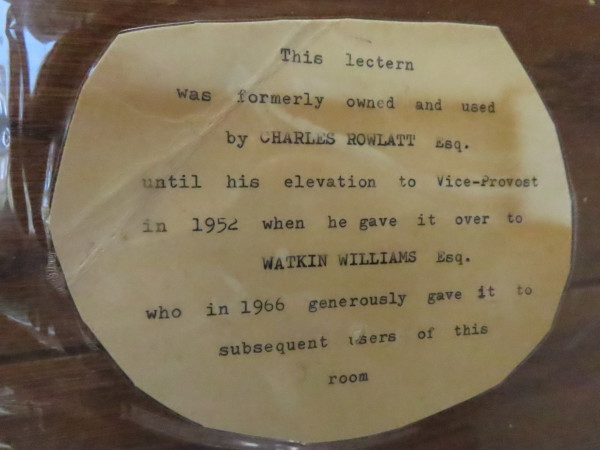 This lectern
was formerly owned and used
by CHARLES ROWLATT Esq.
until his elevation to Vice-Provost
in 1952 when he gave it over to
WATKIN WILLIAMS Esq.
who in 1966 generously gave it to
subsequent users of this
room